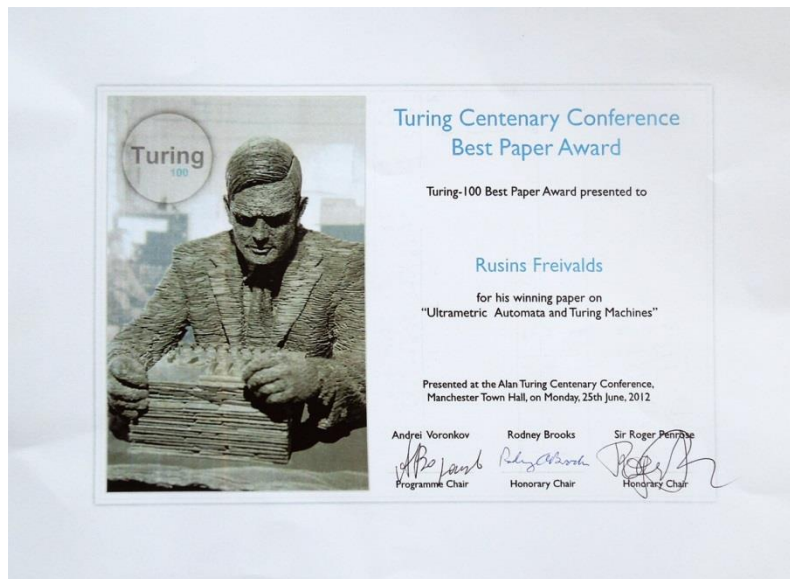 Turing
100
Turing Centenary Conference
Best Paper Award
Turing-100 Best Paper Award presented to
Rusins Freivalds
for his winning paper on
“Ultrametric Automata and Turing Machines”
Presented at the Alan Turing Centenary Conference,
Manchester Town Hall, on Monday, 25th June, 2012
Andrei Voronkov Rodney Brooks Sir Roger Penrose
Programme Chair Honorary Chair Honorary Chair